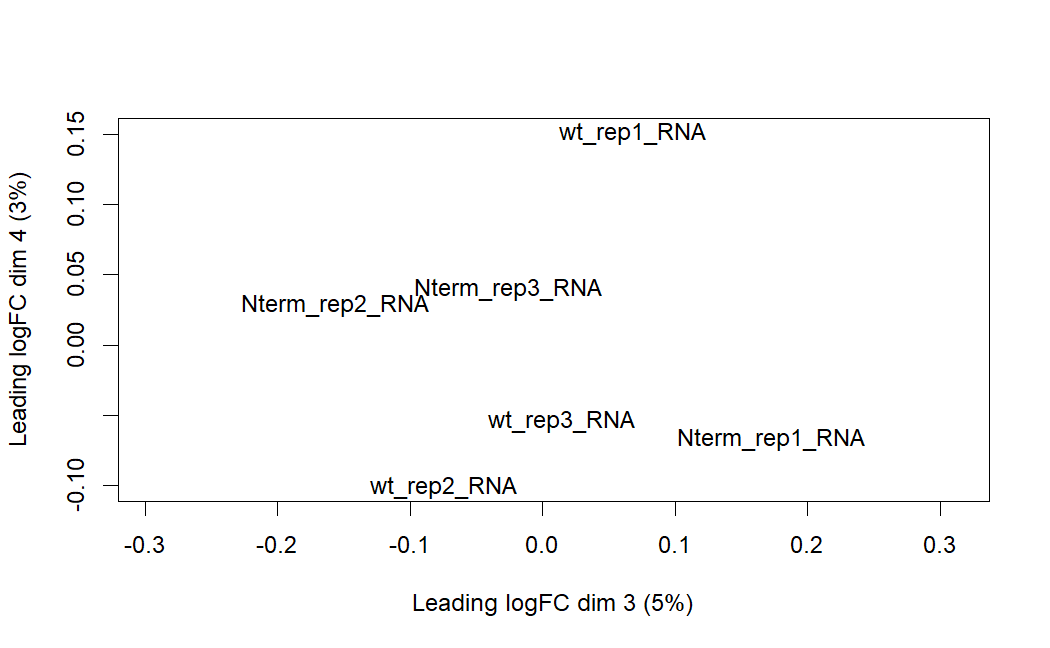 0.15
wt_rep1_RNA
0.10
Leading logFC dim 4 (3%)
0.05
Nterm_rep3_RNA
Nterm_rep2_RNA
0.00
wt_rep3_RNA
Nterm_rep1_RNA
-0.10
wt_rep2_RNA
-0.3 -0.2 -0.1 0.0 0.1 0.2 0.3
Leading logFC dim 3 (5%)